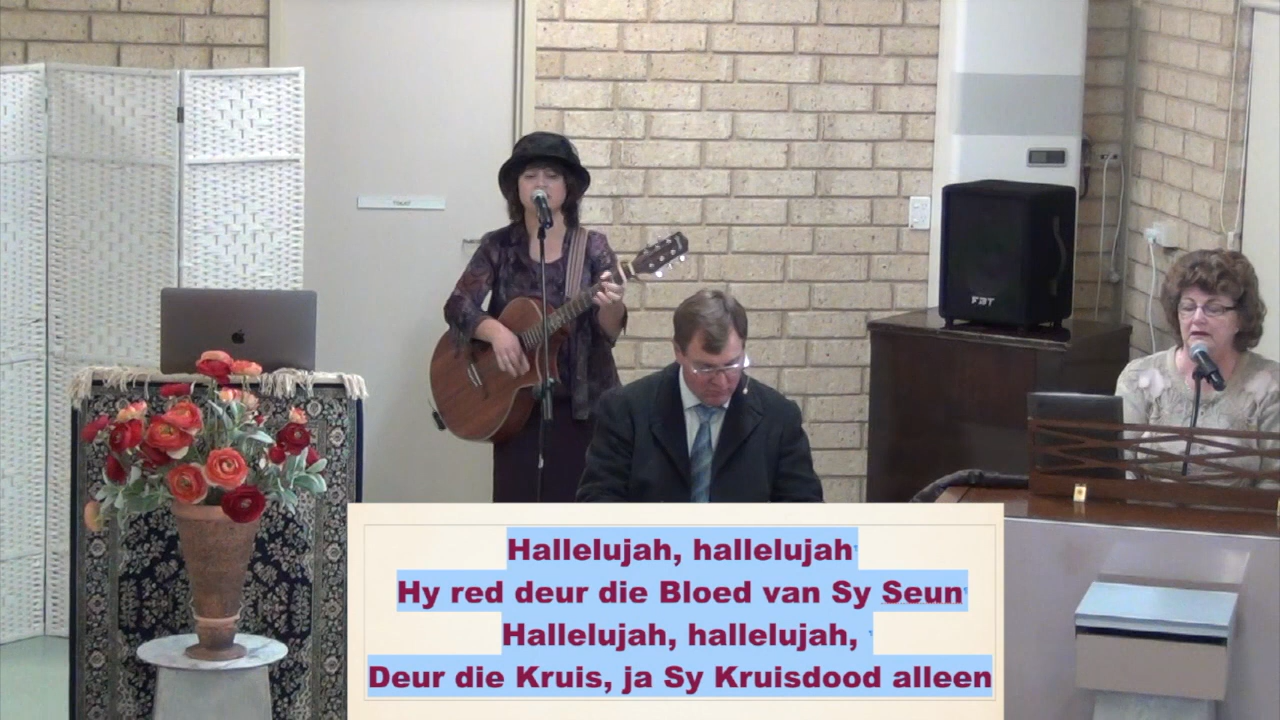 FBT
Hallelujah, hallelujah
Hy red deur die Bloed van Sy Seun
Hallelujah, hallelujah,
Deur die Kruis, ja Sy Kruisdood alleen